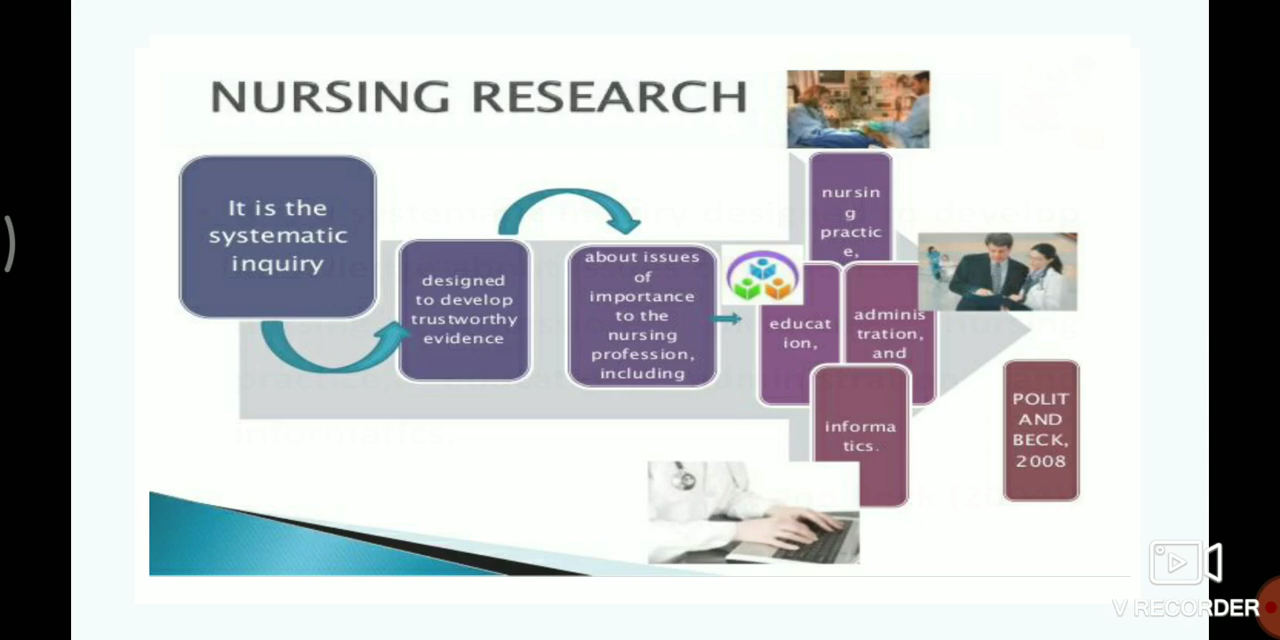 NURSING RESEARCH
It is the
systematic
inquiry
designed
to develop
trustworthy
evidence
about issues
of
importance
to the
nursing
profession,
including
nursin
g
practic
e,
educat
ion,
adminis
tration,
and
informa
tics.
POLIT
AND
BECK,
2008
V RECORDER